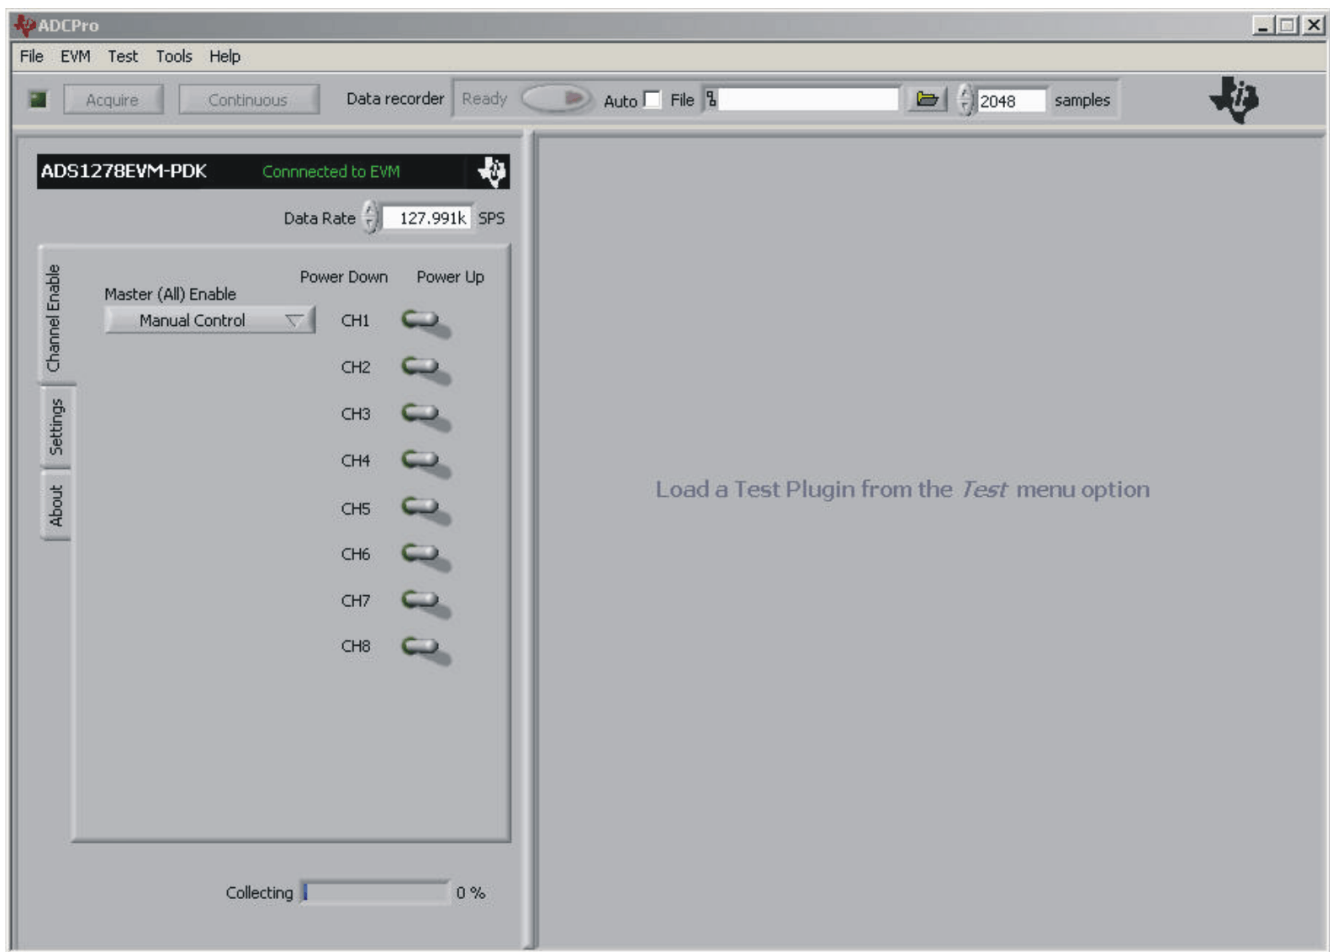 ADCPro
File EVM Test Tools Help
Acquire Continuous Data recorder Ready Auto File 2048 samples
ADS1278EVM-PDK Connnected to EVM
Data Rate 127.991k SPS
Channel Enable
Settings
About
Power Down Power Up
Master (All) Enable
Manual Control
CH1
CH2
CH3
CH4
CH5
CH6
CH7
CH8
Collecting 0 %
Load a Test Plugin from the Test menu option